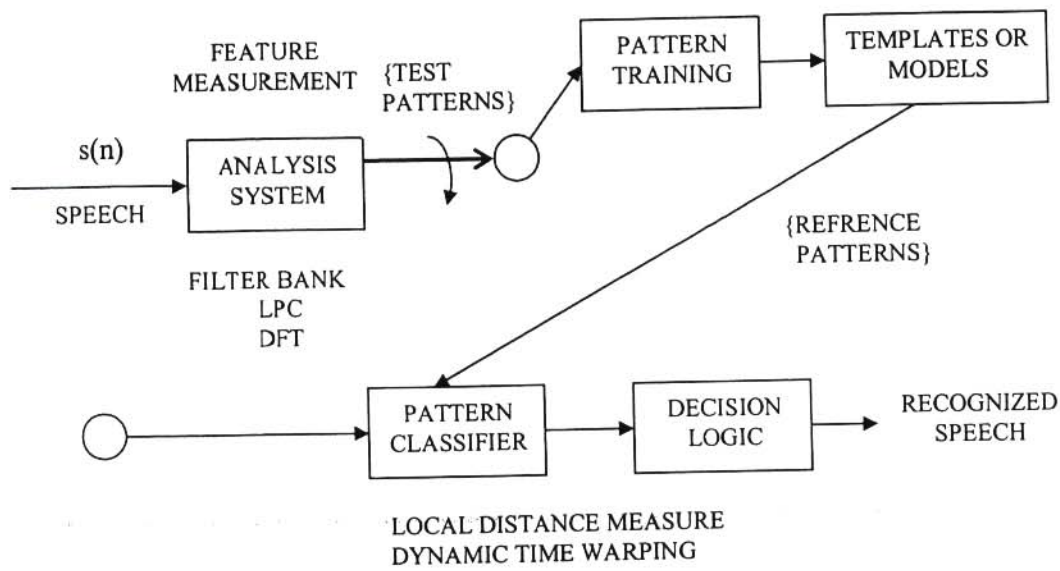 FEATURE
MEASUREMENT
{TEST
PATTERNS}
PATTERN
TRAINING
TEMPLATES OR
MODELS
s(n)
SPEECH
ANALYSIS
SYSTEM
{REFRENCE
PATTERNS}
FILTER BANK
LPC
DFT
PATTERN
CLASSIFIER
DECISION
LOGIC
RECOGNIZED
SPEECH
LOCAL DISTANCE MEASURE
DYNAMIC TIME WARPING